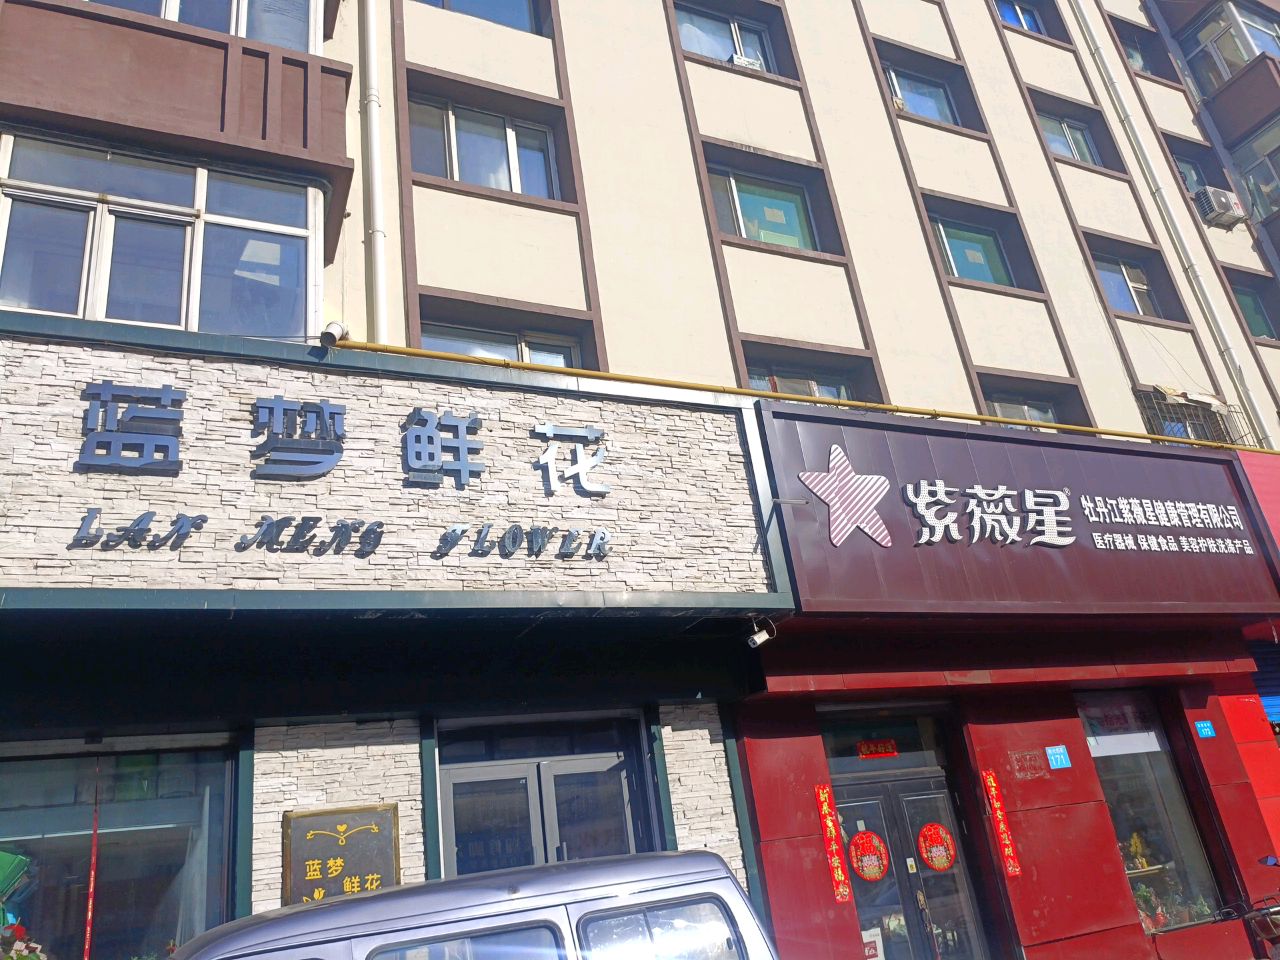 蓝梦鲜花
LAN MENG FLOWER
紫薇星
牡丹江紫薇星健康管理有限公司
医疗器械 保健食品 美容护肤洗涤产品
蓝梦
鲜花
171
173